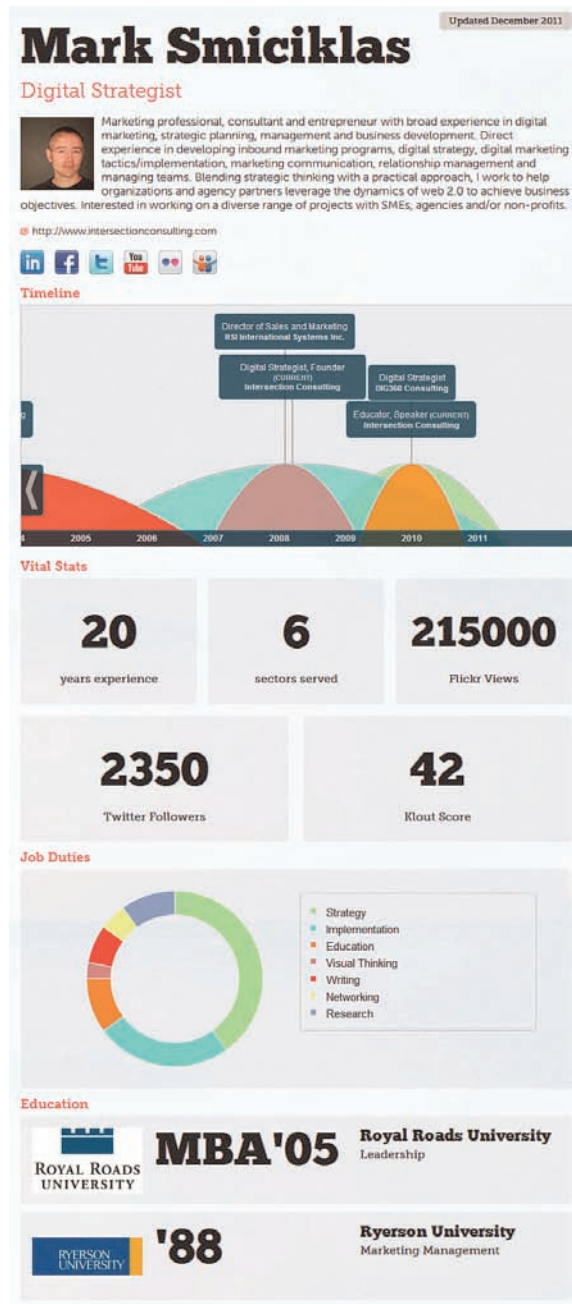 Updated December 2011
Mark Smiciklas
Digital Strategist
Marketing professional, consultant and entrepreneur with broad experience in digital
marketing, strategic planning, management and business development. Direct
experience in developing inbound marketing programs, digital strategy, digital marketing
tactics/implementation, marketing communication, relationship management and
managing teams. Blending strategic thinking with a practical approach, I work to help
organizations and agency partners leverage the dynamics of web 2.0 to achieve business
objectives. Interested in working on a diverse range of projects with SMEs, agencies and/or non-profits.
http://www.intersectionconsulting.com
in f t You Tube
Timeline
Director of Sales and Marketing
RSI International Systems Inc.
Digital Strategist, Founder
(CURRENT)
Intersection Consulting
Digital Strategist
DIG360 Consulting
Educator, Speaker (CURRENT)
Intersection Consulting
g
4 2005 2006 2007 2008 2009 2010 2011
Vital Stats
20
years experience
6
sectors served
215000
Flickr Views
2350
Twitter Followers
42
Klout Score
Job Duties
Strategy
Implementation
Education
Visual Thinking
Writing
Networking
Research
Education
ROYAL ROADS
UNIVERSITY
MBA'05
Royal Roads University
Leadership
RYERSON
UNIVERSITY
'88
Ryerson University
Marketing Management